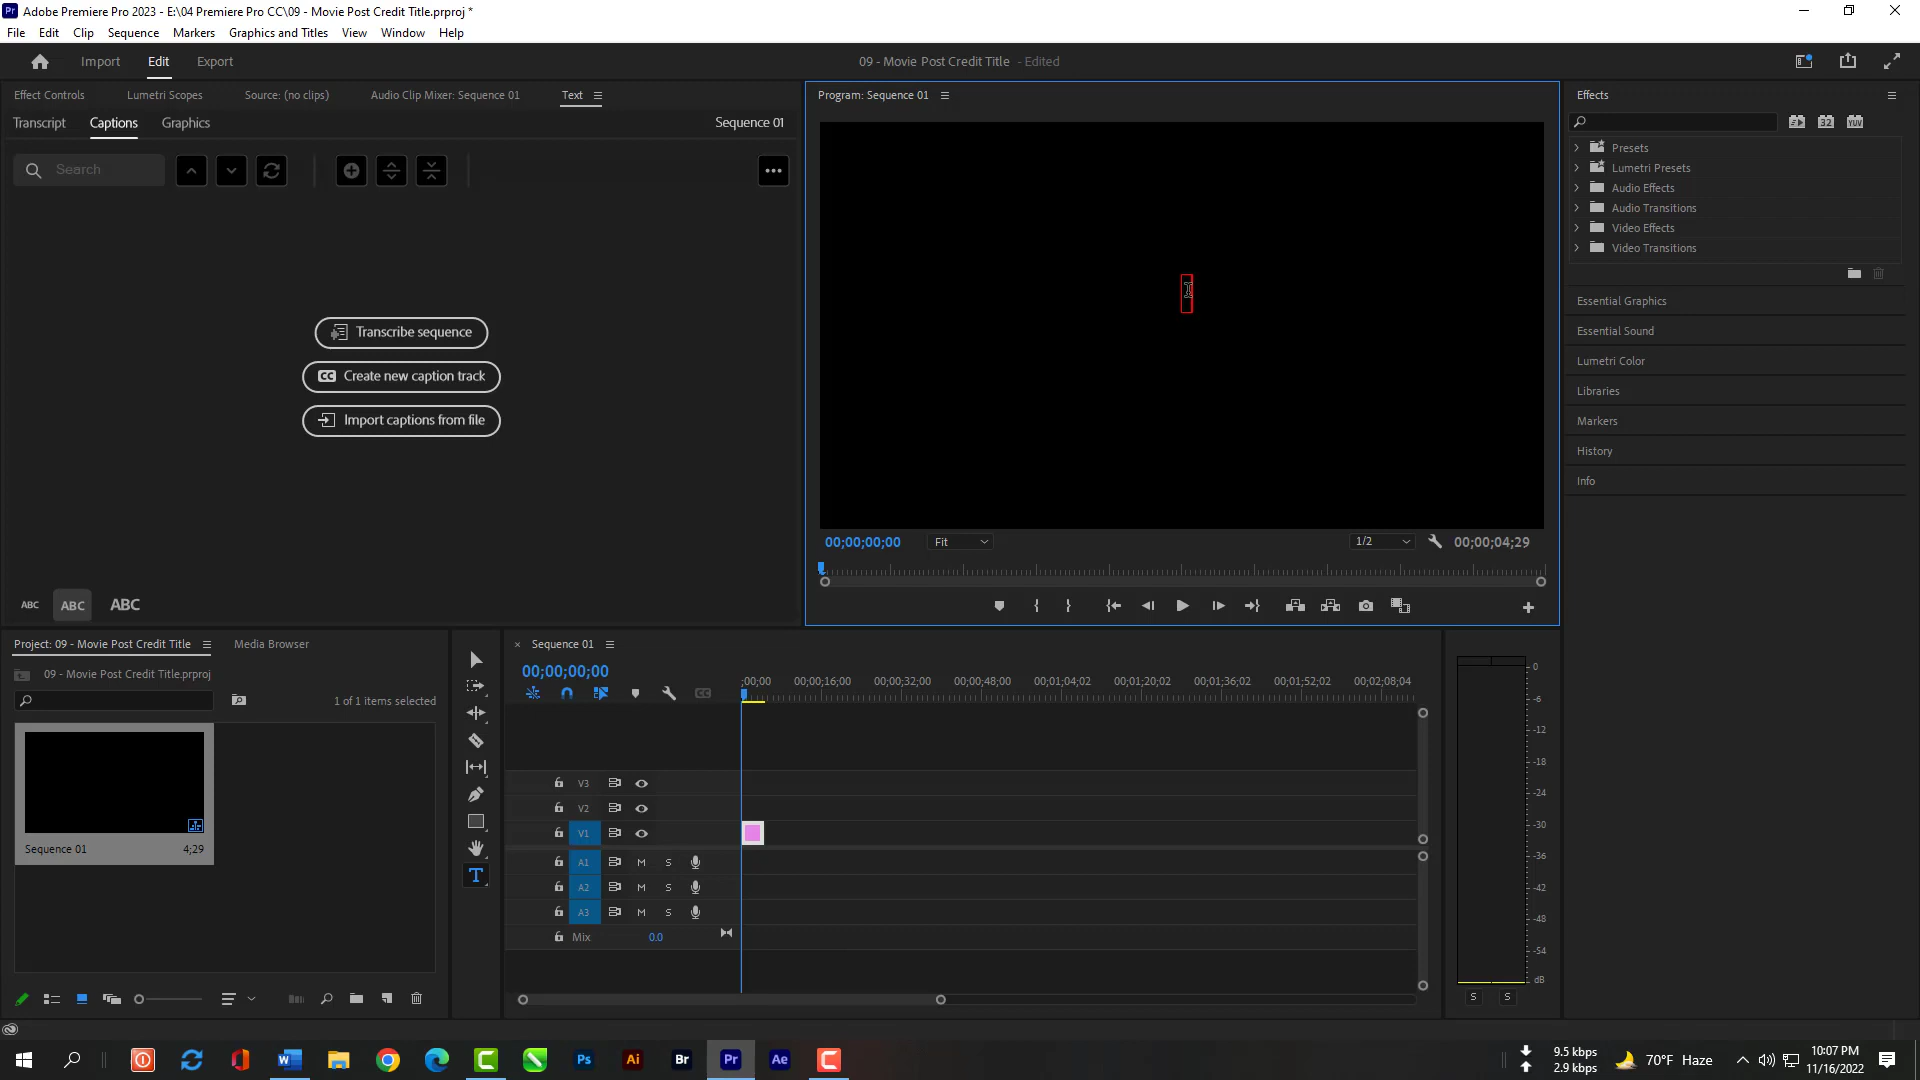 Pr Adobe Premiere Pro 2023 - E:\04 Premiere Pro CC\09 - Movie Post Credit Title.prproj *
File Edit Clip Sequence Markers Graphics and Titles View Window Help
Import Edit Export 09 - Movie Post Credit Title - Edited
Effect Controls Lumetri Scopes Source: (no clips) Audio Clip Mixer: Sequence 01 Text
Transcript Captions Graphics Sequence 01
Search
Transcribe sequence
CC Create new caption track
Import captions from file
ABC ABC ABC
Program: Sequence 01
00;00;00;00 Fit 1/2 00;00;04;29
Effects
32 YUV
Presets
Lumetri Presets
Audio Effects
Audio Transitions
Video Effects
Video Transitions
Essential Graphics
Essential Sound
Lumetri Color
Libraries
Markers
History
Info
Project: 09 - Movie Post Credit Title Media Browser
09 - Movie Post Credit Title.prproj
1 of 1 items selected
Sequence 01 4;29
T
× Sequence 01
00;00;00;00
CC
;00;00 00;00;16;00 00;00;32;00 00;00;48;00 00;01;04;02 00;01;20;02 00;01;36;02 00;01;52;02 00;02;08;04
V3
V2
V1
A1 M S
A2 M S
A3 M S
Mix 0.0
0
-6
-12
-18
-24
-30
-36
-42
-48
-54
dB
S S
W Ps Ai Br Pr Ae C
9.5 kbps
2.9 kbps
70°F Haze
10:07 PM
11/16/2022